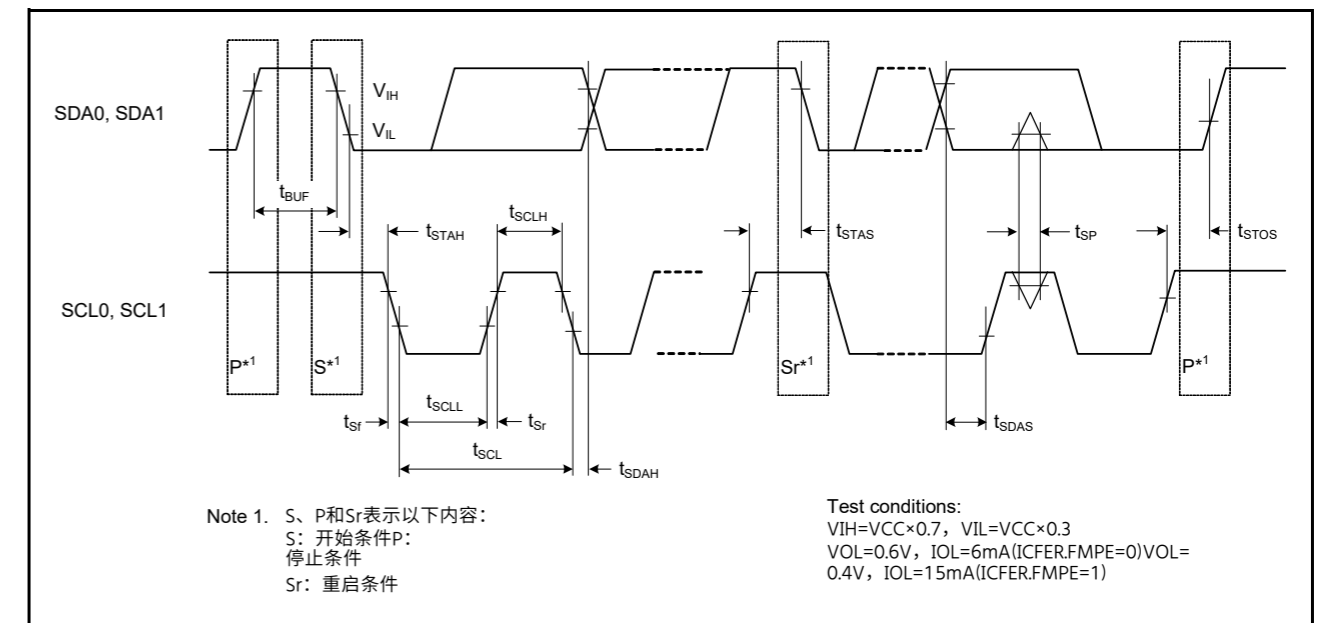 SDA0, SDA1
VIH
VIL
tBUF
tSTAH
tSCLH
tSTAS
tSP
tSTOS
SCL0, SCL1
P*1
S*1
Sr*1
P*1
tSf
tSCLL
tSr
tSCL
tSDAH
tSDAS
Note 1. S、P和Sr表示以下内容：
S：开始条件P：
停止条件
Sr：重启条件
Test conditions:
VIH=VCC×0.7，VIL=VCC×0.3
VOL=0.6V，IOL=6mA(ICFER.FMPE=0)VOL=
0.4V，IOL=15mA(ICFER.FMPE=1)